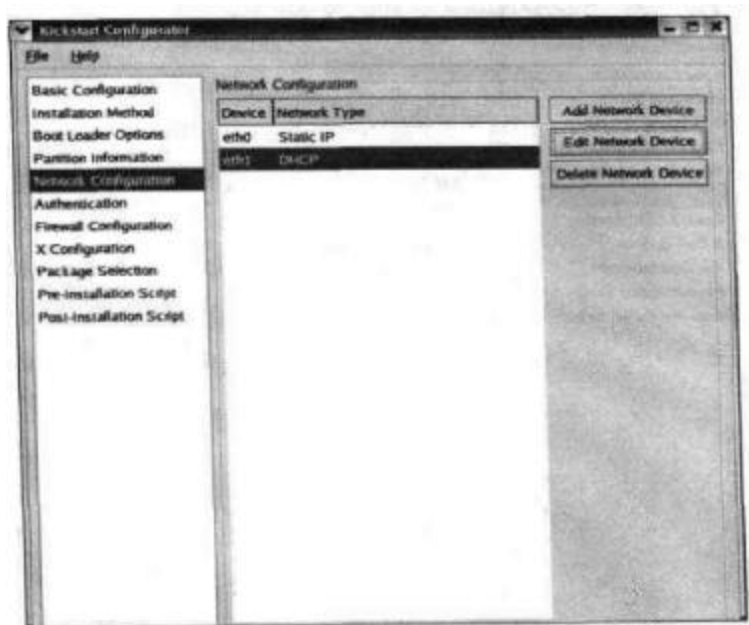 Kickstart Configurator
File Help
Basic Configuration
Installation Method
Boot Loader Options
Partition Information
Network Configuration
Authentication
Firewall Configuration
X Configuration
Package Selection
Pre-Installation Script
Post-Installation Script
Network Configuration
Device Network Type
eth0 Static IP
eth1 DHCP
Add Network Device
Edit Network Device
Delete Network Device